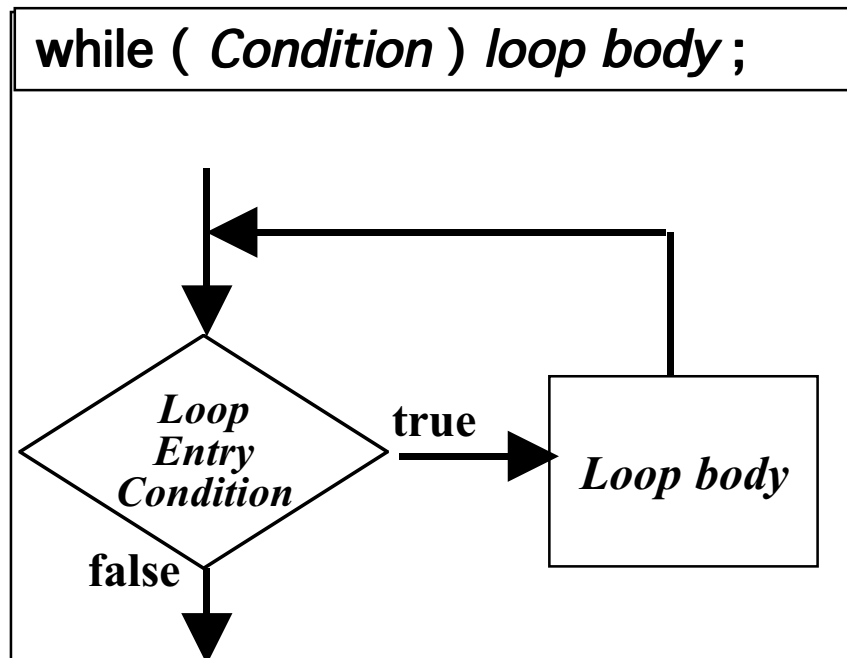 while ( Condition ) loop body ;
Loop
Entry
Condition
true
Loop body
false